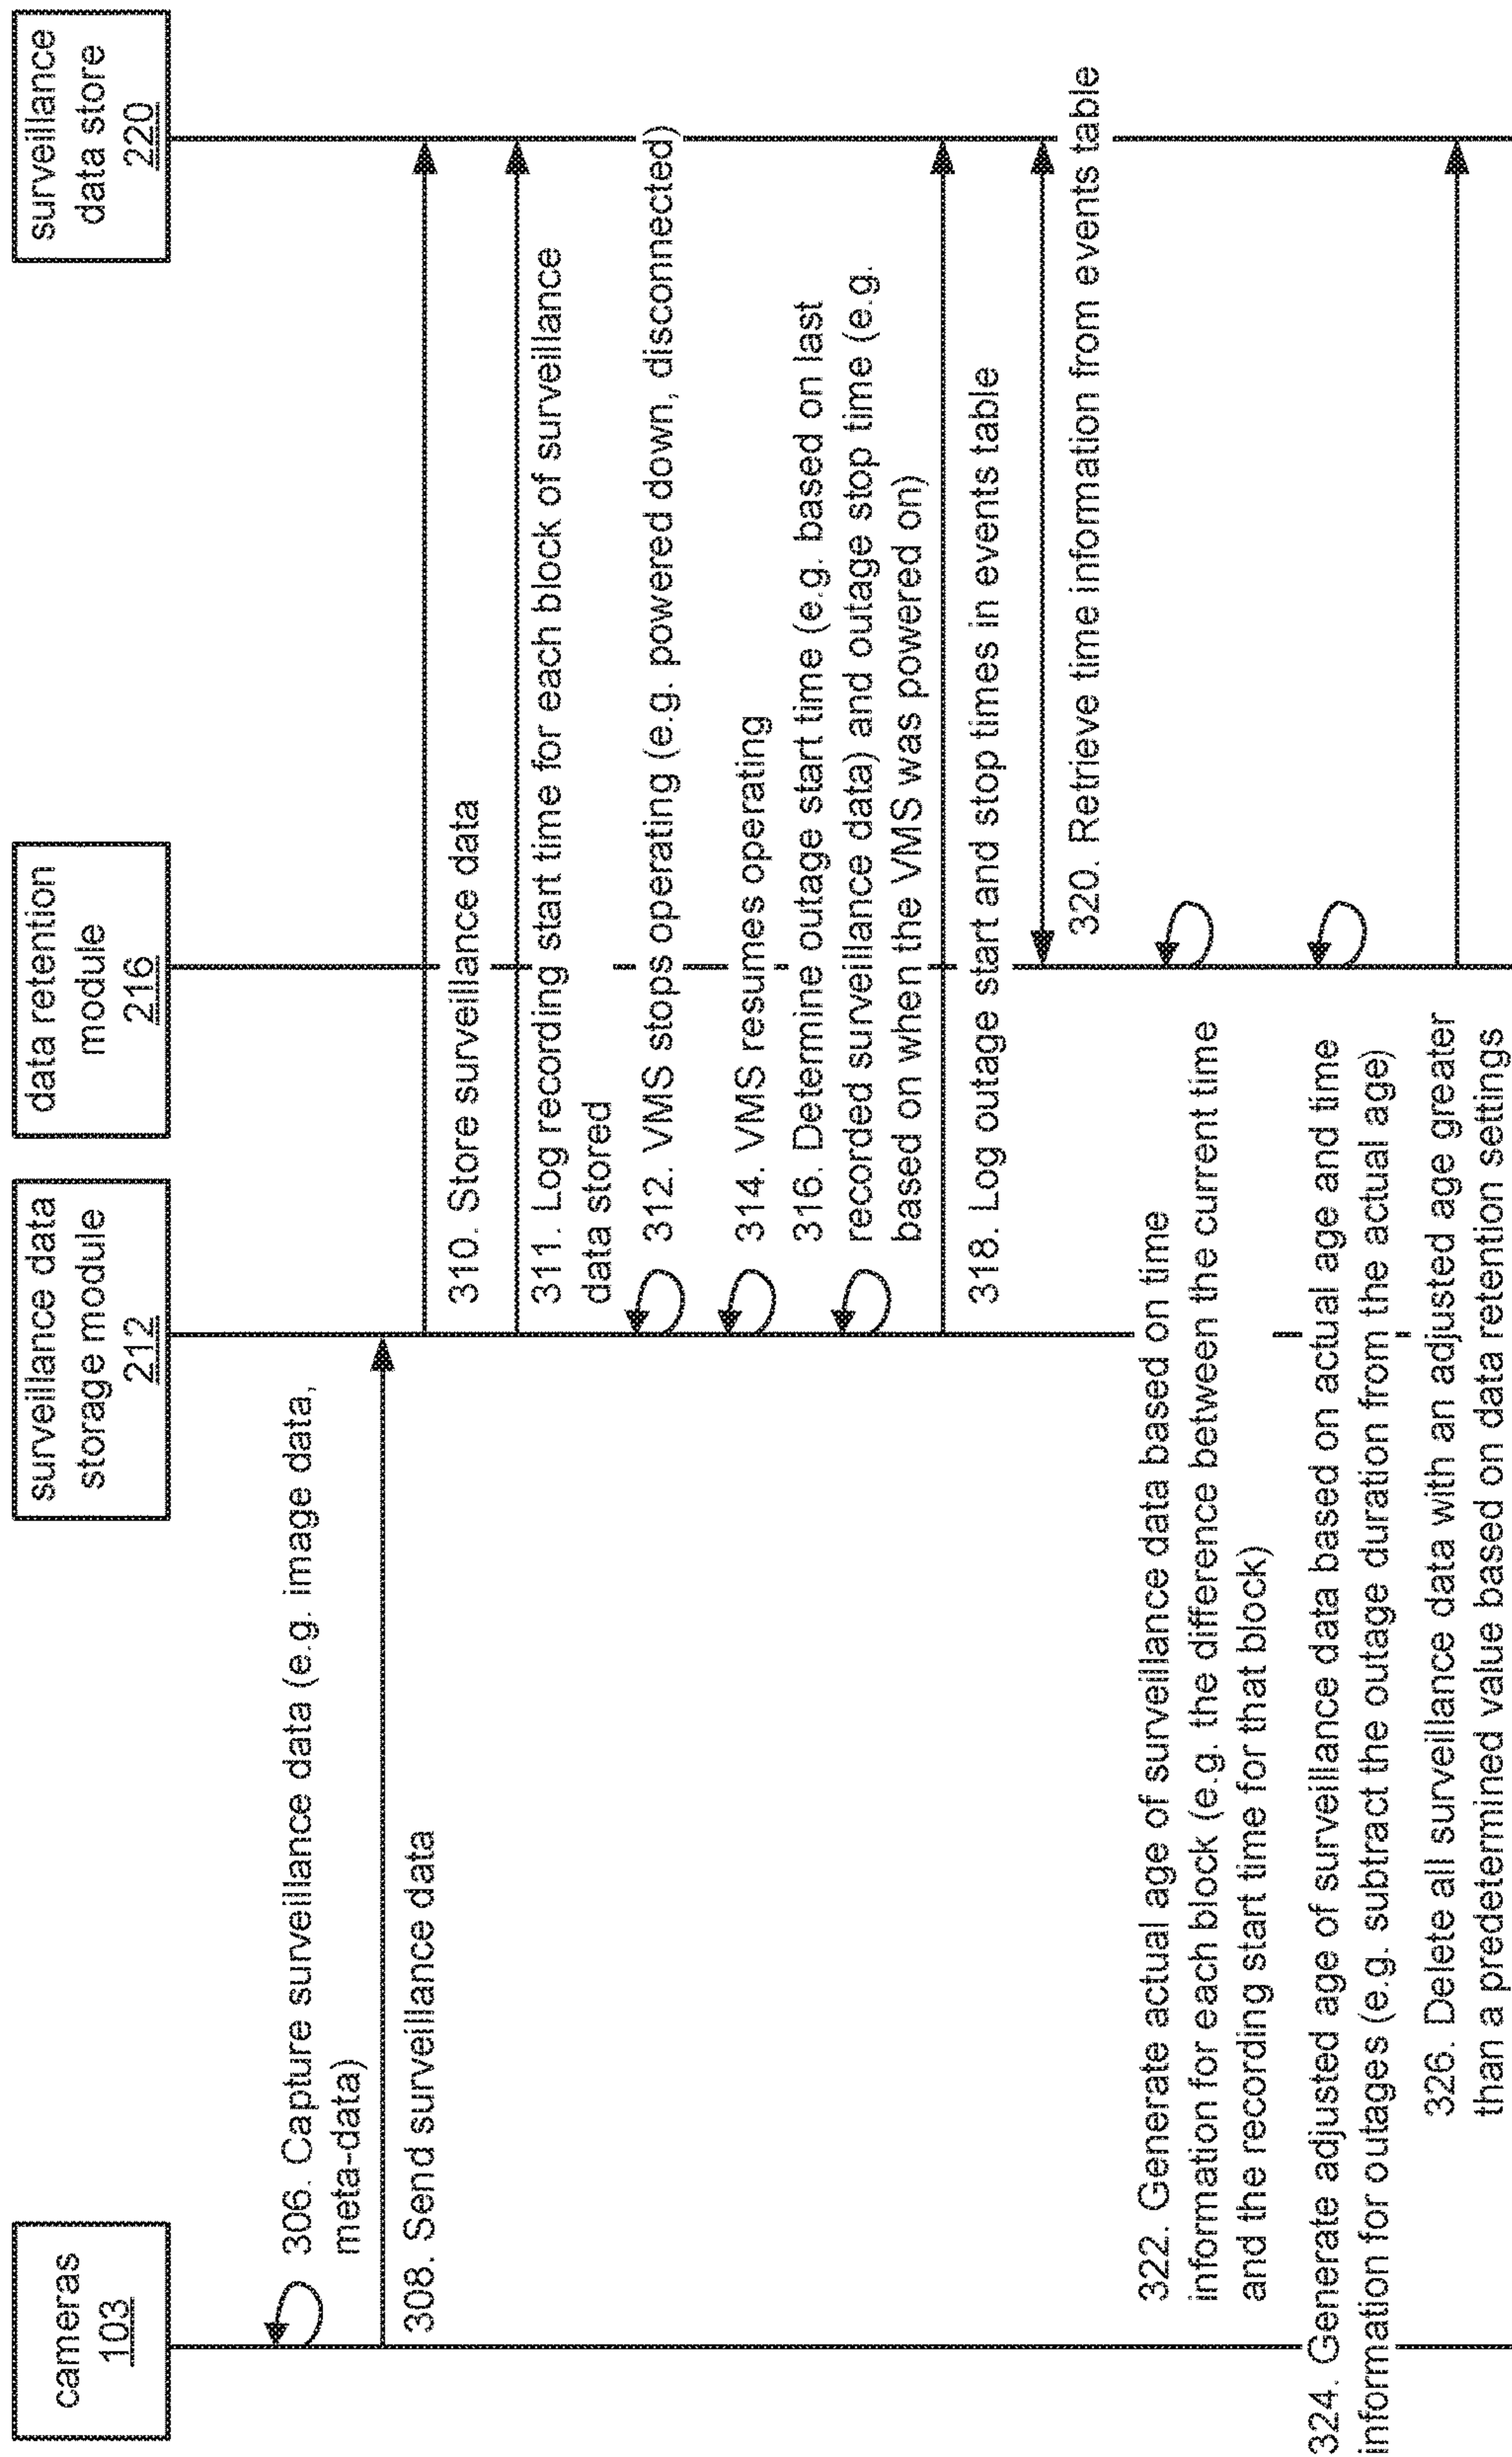 cameras
103
surveillance data
storage module
212
data retention
module
216
surveillance
data store
220
306. Capture surveillance data (e.g. image data,
meta-data)
308. Send surveillance data
310. Store surveillance data
311. Log recording start time for each block of surveillance
data stored
312. VMS stops operating (e.g. powered down, disconnected)
314. VMS resumes operating
316. Determine outage start time (e.g. based on last
recorded surveillance data) and outage stop time (e.g.
based on when the VMS was powered on)
318. Log outage start and stop times in events table
320. Retrieve time information from events table
322. Generate actual age of surveillance data based on time
information for each block (e.g. the difference between the current time
and the recording start time for that block)
324. Generate adjusted age of surveillance data based on actual age and time
information for outages (e.g. subtract the outage duration from the actual age)
326. Delete all surveillance data with an adjusted age greater
than a predetermined value based on data retention settings